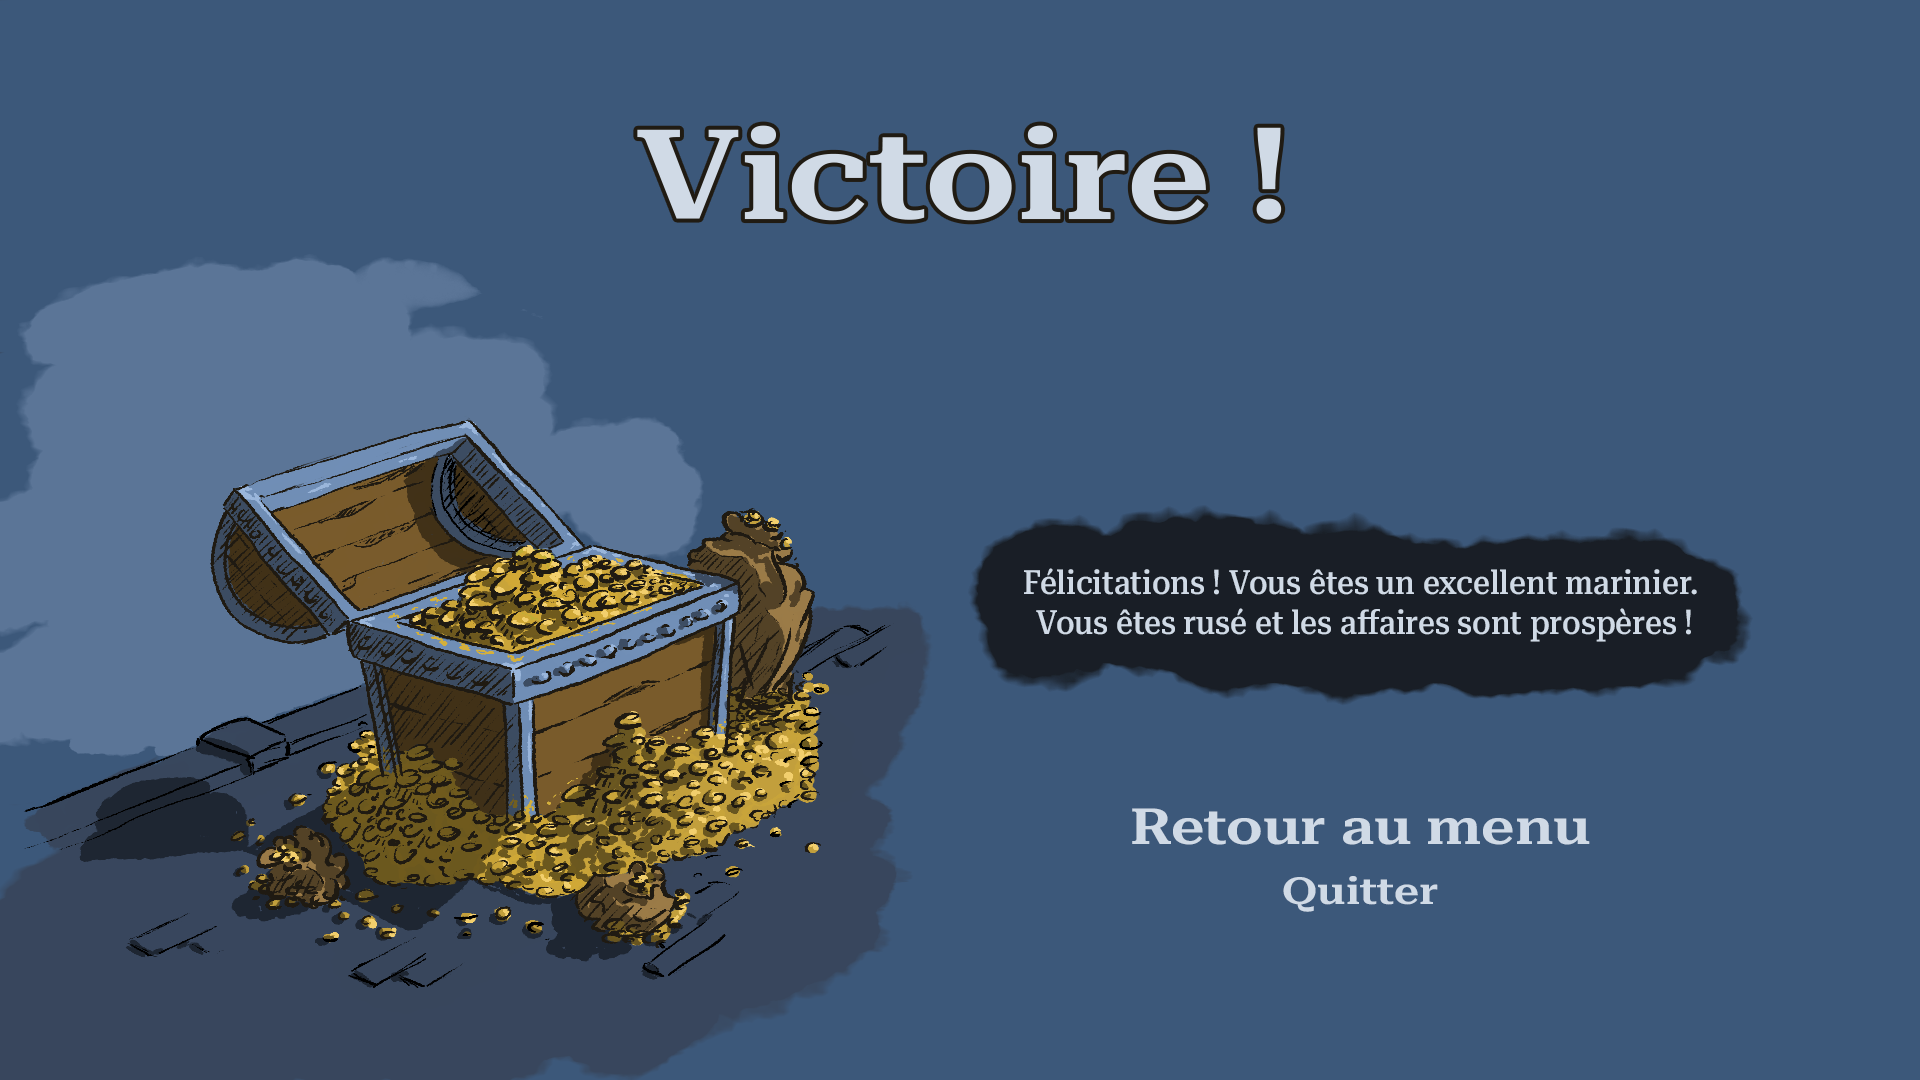 Victoire !
Félicitations ! Vous êtes un excellent marinier.
Vous êtes rusé et les affaires sont prospères !
Retour au menu
Quitter